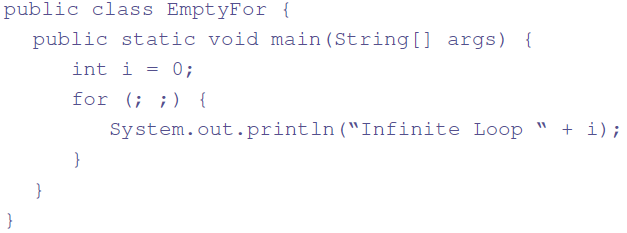 public class EmptyFor {
public static void main(String[] args) {
int i = 0;
for (; ;) {
System.out.println(“Infinite Loop “ + i);
}
}
}